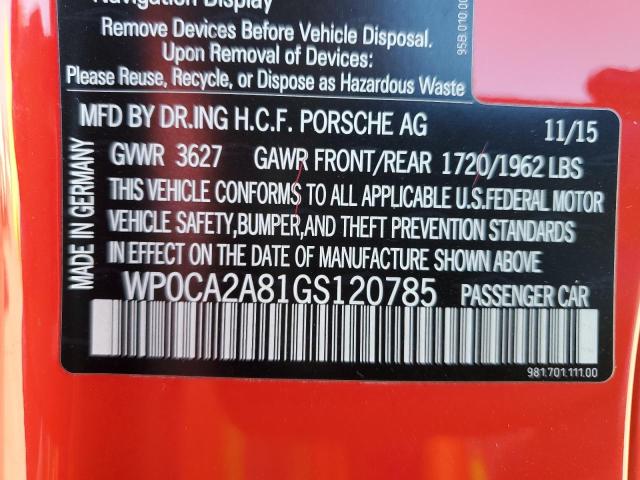 Navigation Display
Remove Devices Before Vehicle Disposal.
Upon Removal of Devices:
Please Reuse, Recycle, or Dispose as Hazardous Waste
95B.010.00
MFD BY DR.ING H.C.F. PORSCHE AG 11/15
GVWR 3627 GAWR FRONT/REAR 1720/1962 LBS
THIS VEHICLE CONFORMS TO ALL APPLICABLE U.S.FEDERAL MOTOR
VEHICLE SAFETY,BUMPER,AND THEFT PREVENTION STANDARDS
IN EFFECT ON THE DATE OF MANUFACTURE SHOWN ABOVE
MADE IN GERMANY
WP0CA2A81GS120785 PASSENGER CAR
981.701.111.00